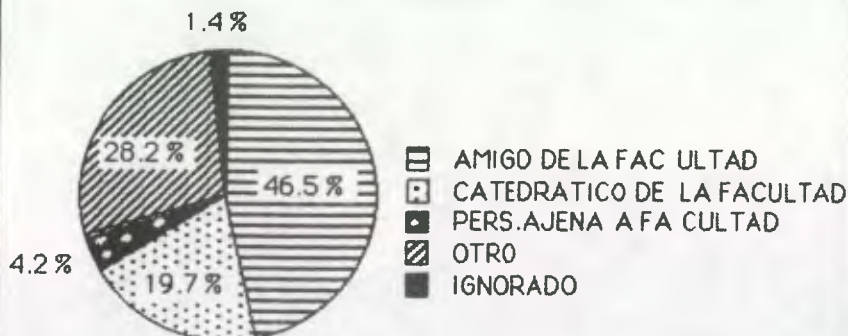 1.4%
28.2%
46.5%
4.2%
19.7%
AMIGO DE LA FAC ULTAD
CATEDRATICO DE LA FACULTAD
PERS.AJENA A FA CULTAD
OTRO
IGNORADO